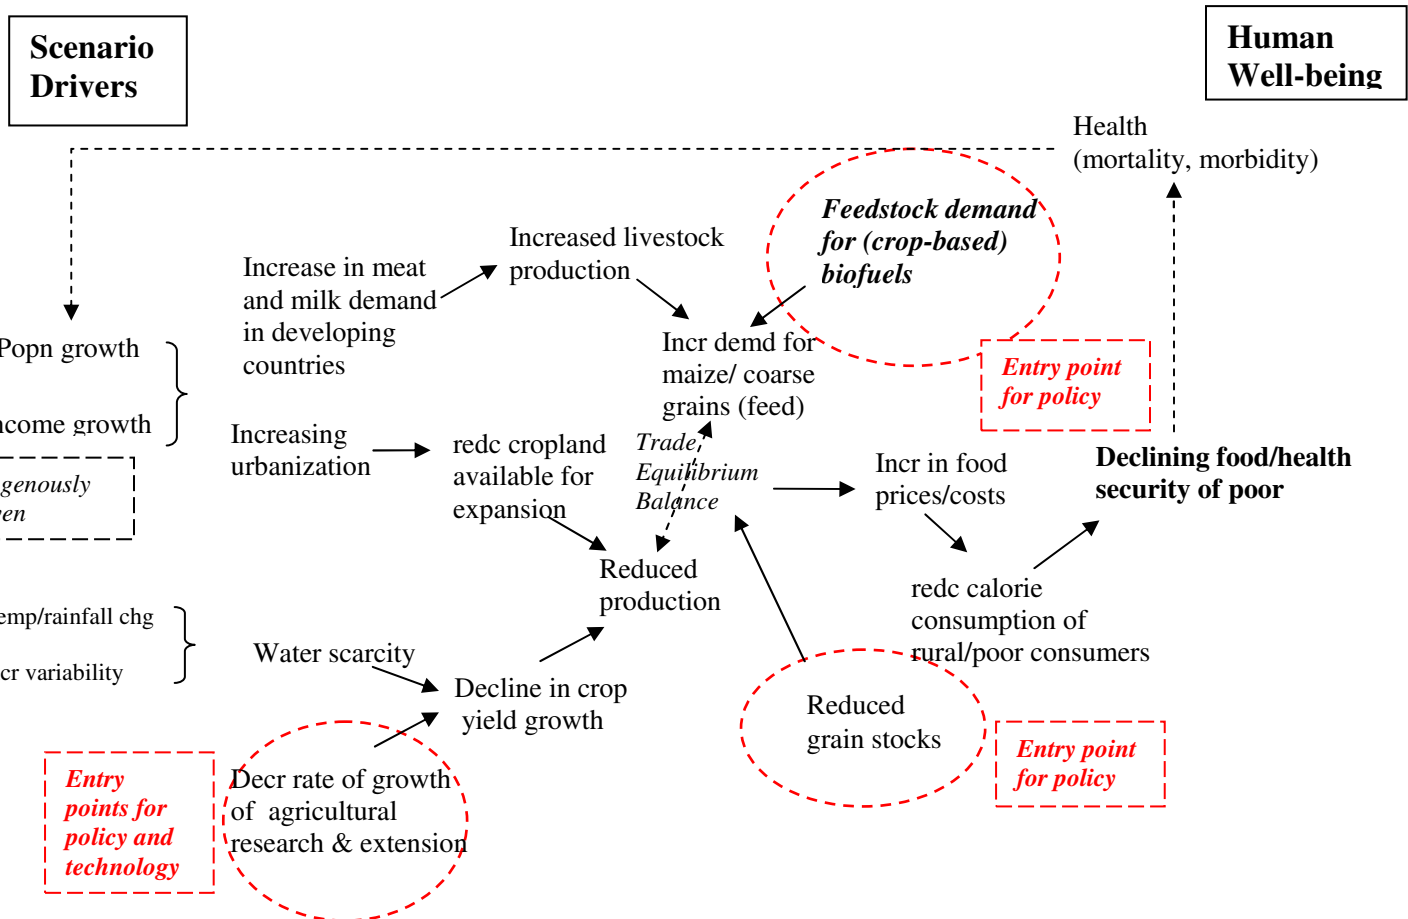 Scenario
Drivers
Human
Well-being
Health
(mortality, morbidity)
Feedstock demand
for (crop-based)
biofuels
Increased livestock
production
Increase in meat
and milk demand
in developing
countries
Popn growth
ncome growth
Incr demd for
maize/ coarse
grains (feed)
Entry point
for policy
Increasing
urbanization
redc cropland
available for
expansion
Trade
Equilibrium
Balance
Incr in food
prices/costs
Declining food/health
security of poor
genously
en
Reduced
production
redc calorie
consumption of
rural/poor consumers
emp/rainfall chg
cr variability
Water scarcity
Decline in crop
yield growth
Reduced
grain stocks
Entry point
for policy
Entry
points for
policy and
technology
Decr rate of growth
of agricultural
research & extension